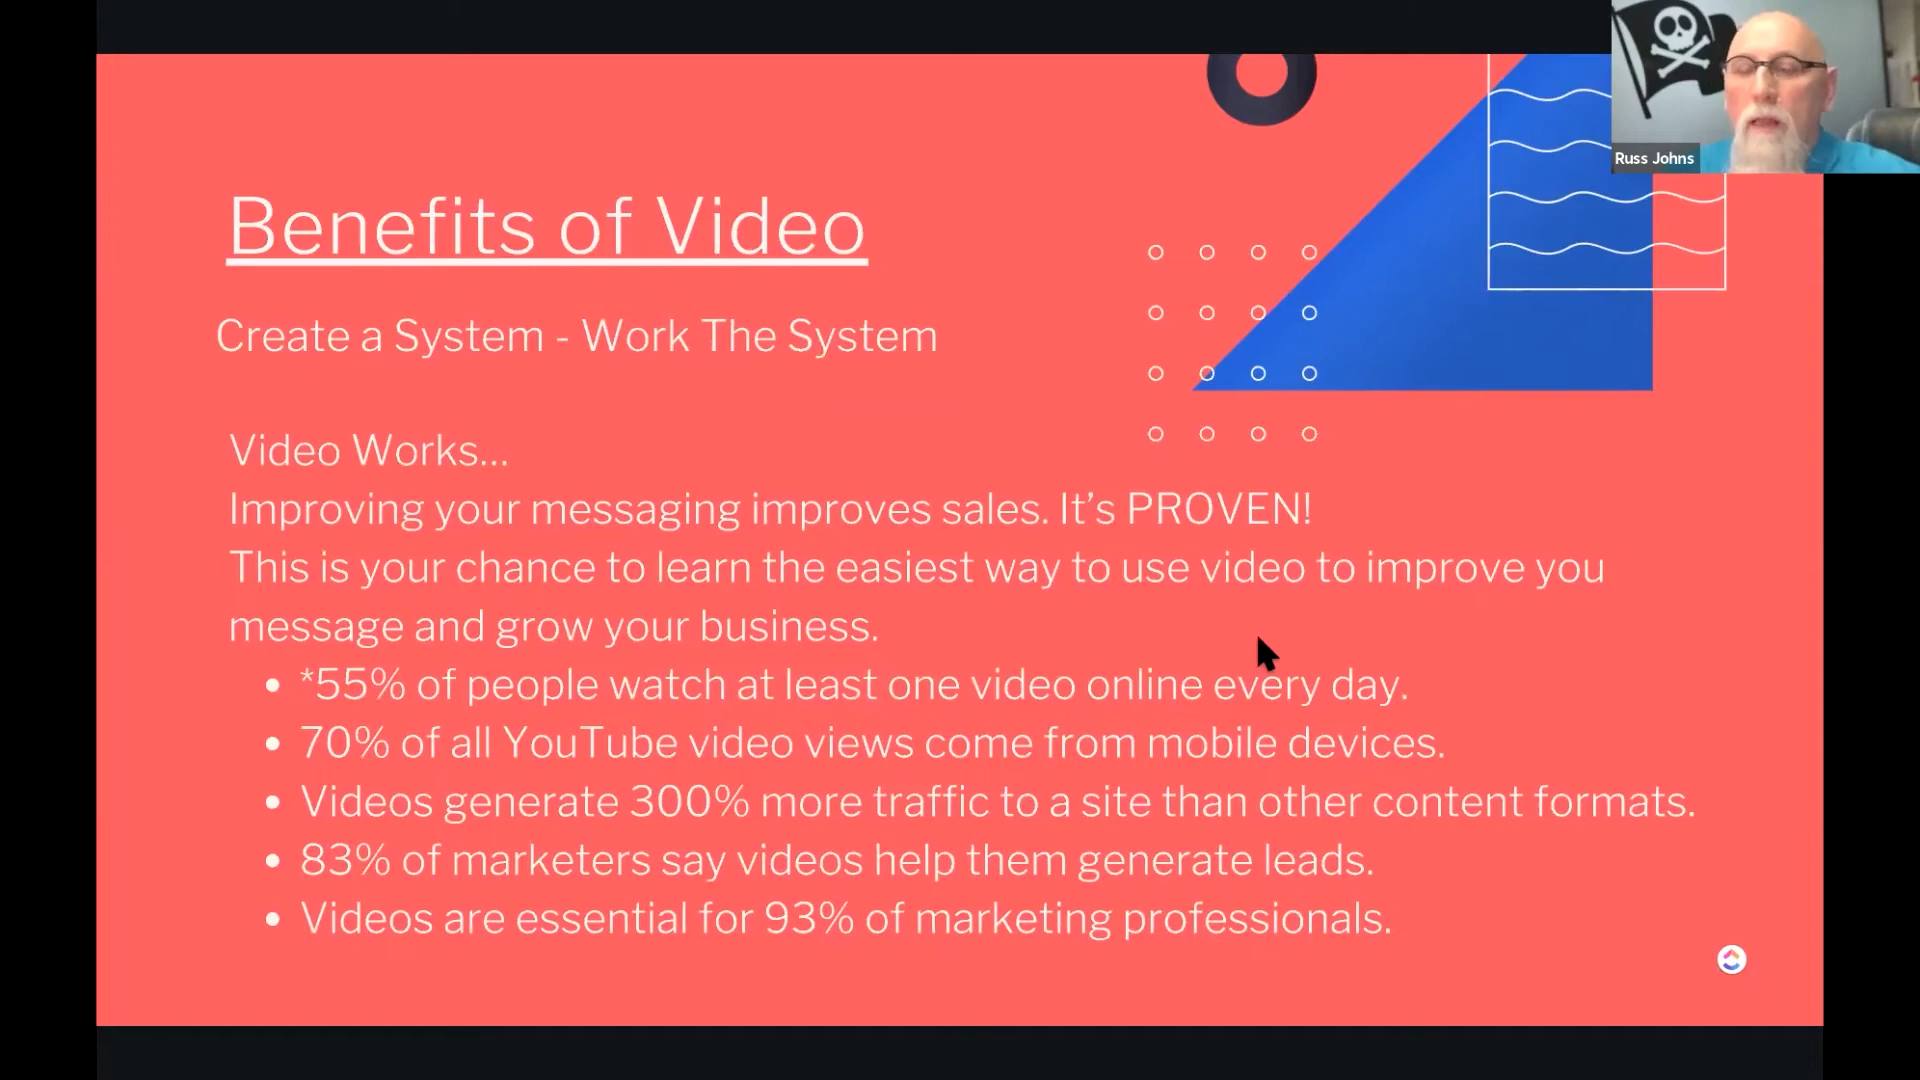 Russ Johns
Benefits of Video
Create a System - Work The System
Video Works...
Improving your messaging improves sales. It's PROVEN!
This is your chance to learn the easiest way to use video to improve you
message and grow your business.
• *55% of people watch at least one video online every day.
• 70% of all YouTube video views come from mobile devices.
• Videos generate 300% more traffic to a site than other content formats.
• 83% of marketers say videos help them generate leads.
• Videos are essential for 93% of marketing professionals.